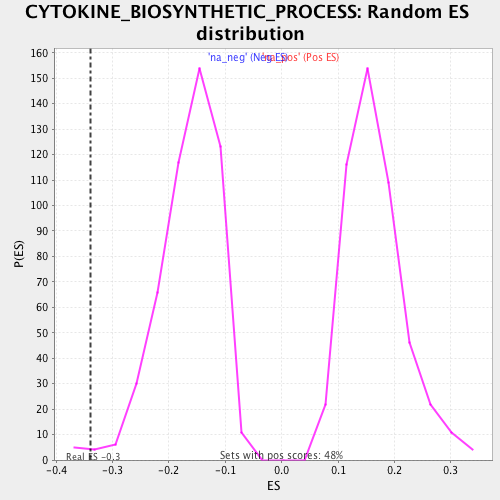 CYTOKINE_BIOSYNTHETIC_PROCESS: Random ES
distribution
'na_neg' (Neg ES)
'na_pos' (Pos ES)
160
150
140
130
120
110
100
90
80
70
60
50
40
30
20
10
0
P(ES)
Real ES -0.3
Sets with pos scores: 48%
-0.4 -0.3 -0.2 -0.1 0.0 0.1 0.2 0.3
ES